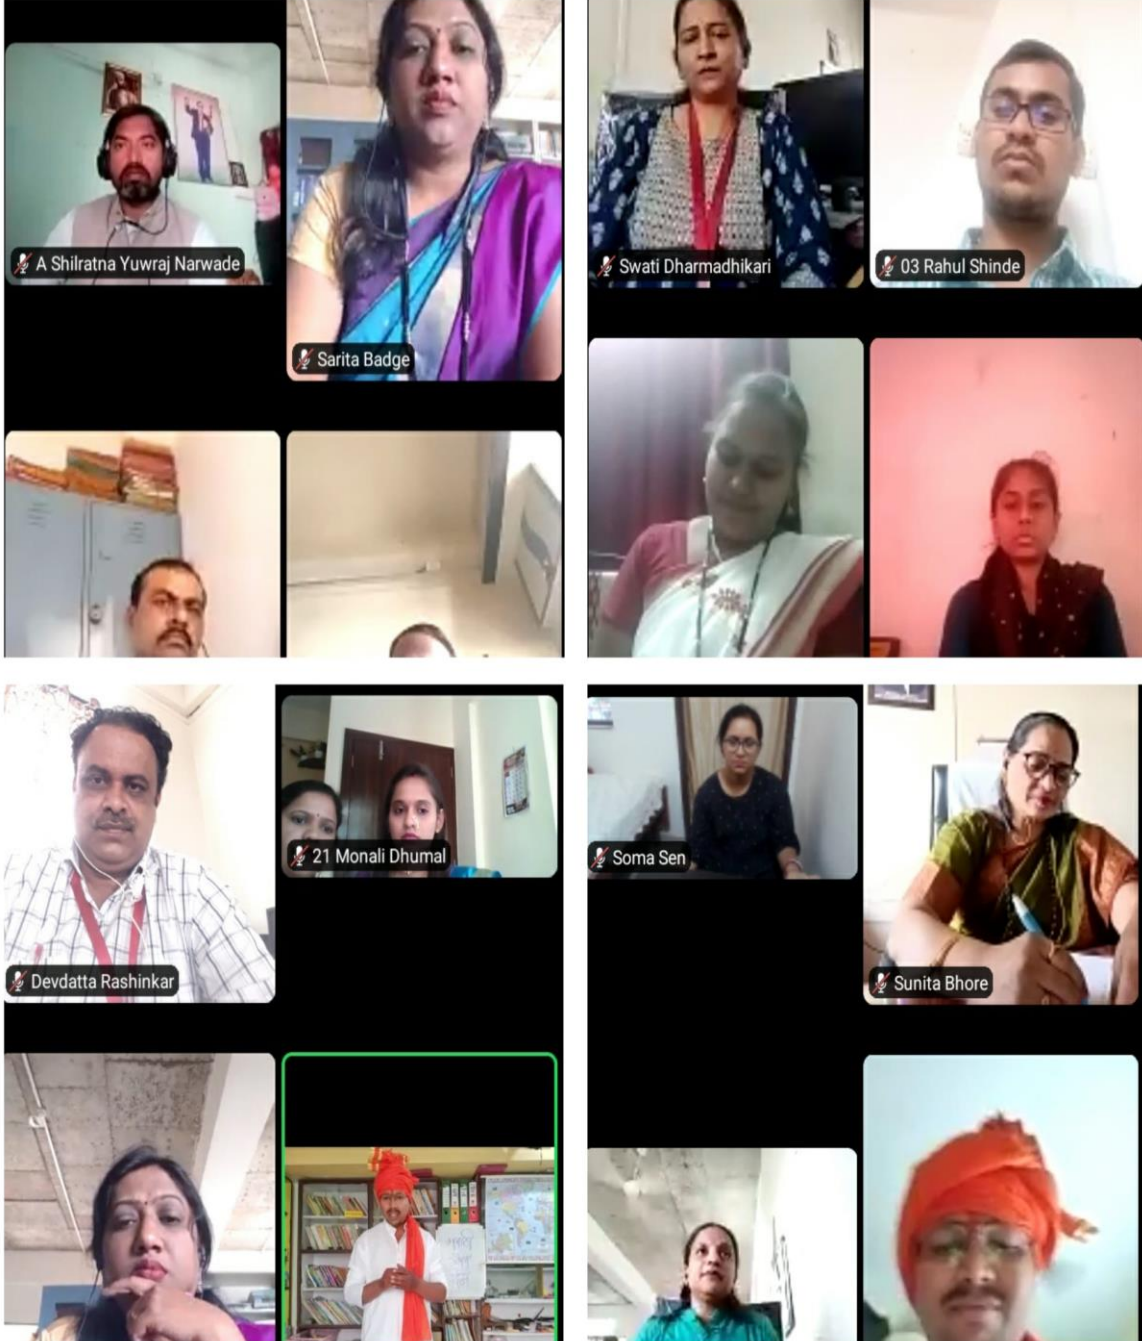 A Shilratna Yuwraj Narwade
Sarita Badge
Swati Dharmadhikari
03 Rahul Shinde
Devdatta Rashinkar
21 Monali Dhumal
Soma Sen
Sunita Bhore